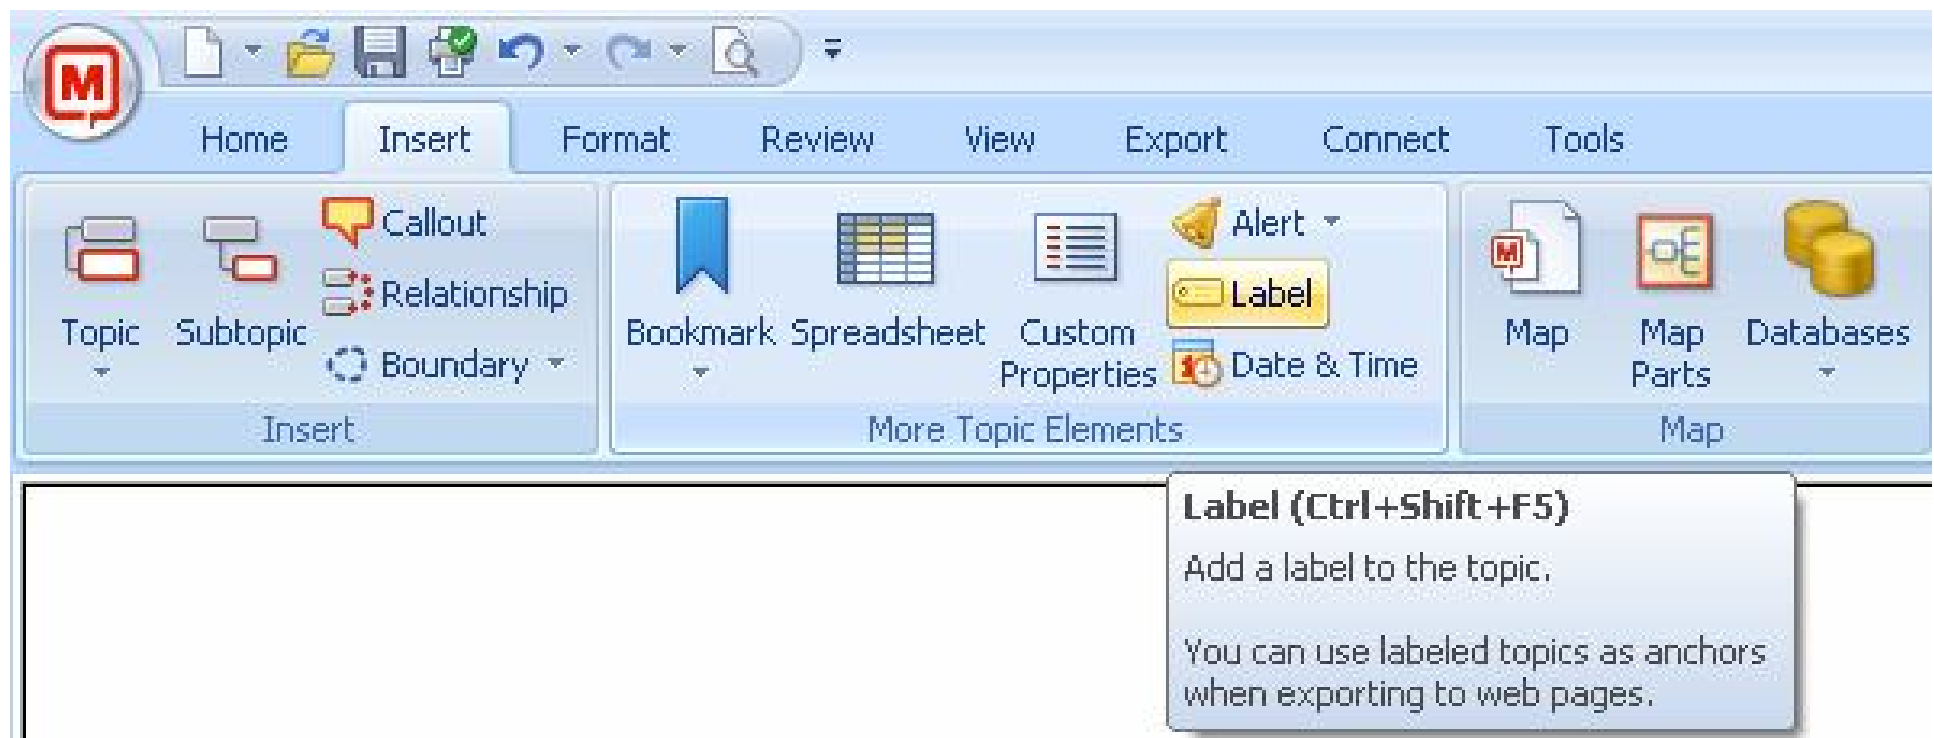 M
Home Insert Format Review View Export Connect Tools
Topic
Subtopic
Callout
Relationship
Boundary
Insert
Bookmark
Spreadsheet
Custom
Properties
Alert
Label
Date & Time
More Topic Elements
M
Map
Map
Parts
Databases
Map
Label (Ctrl+Shift+F5)
Add a label to the topic.
You can use labeled topics as anchors
when exporting to web pages.